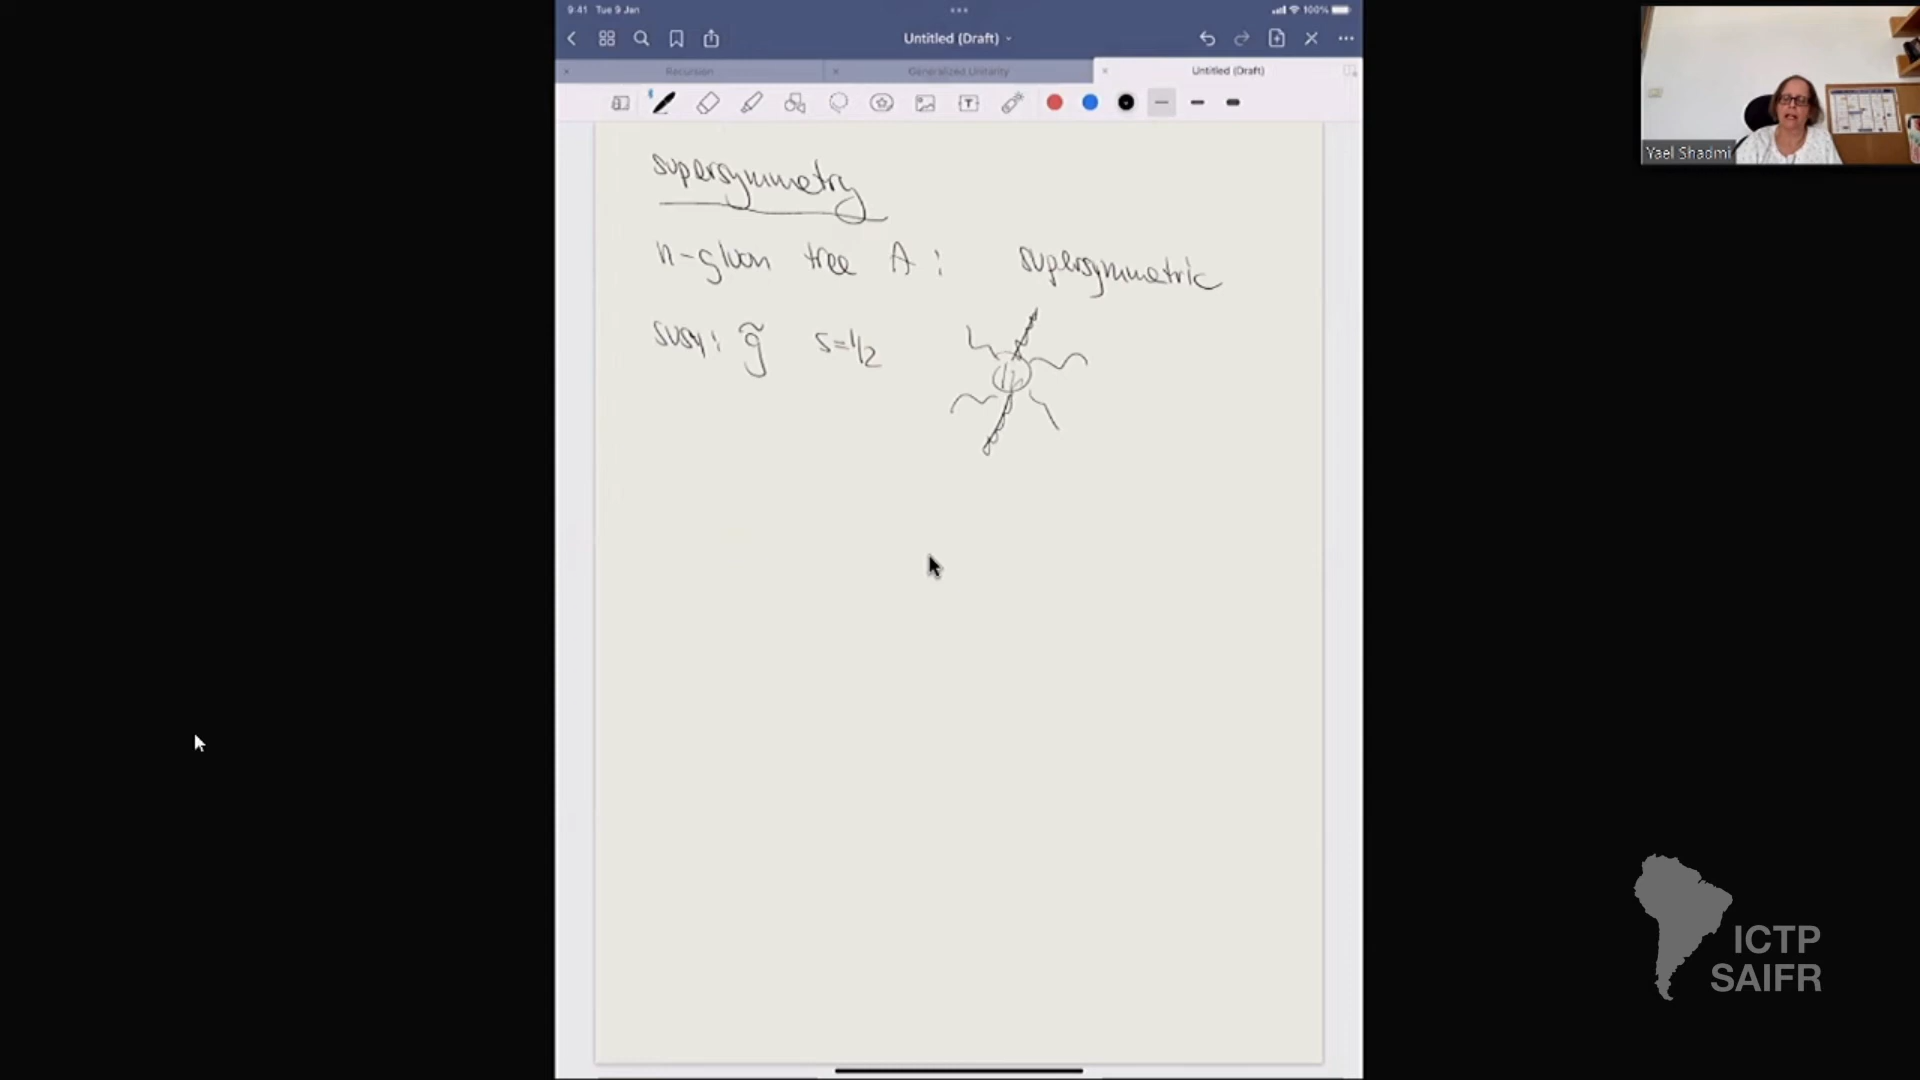 9:41 Tue 9 Jan
100%
Untitled (Draft)
Recursion
Generalized Unitarity
Untitled (Draft)
supersymmetry
n-gluon tree A : supersymmetric
susy: g̃ s=1/2
Yael Shadmi
ICTP
SAIFR